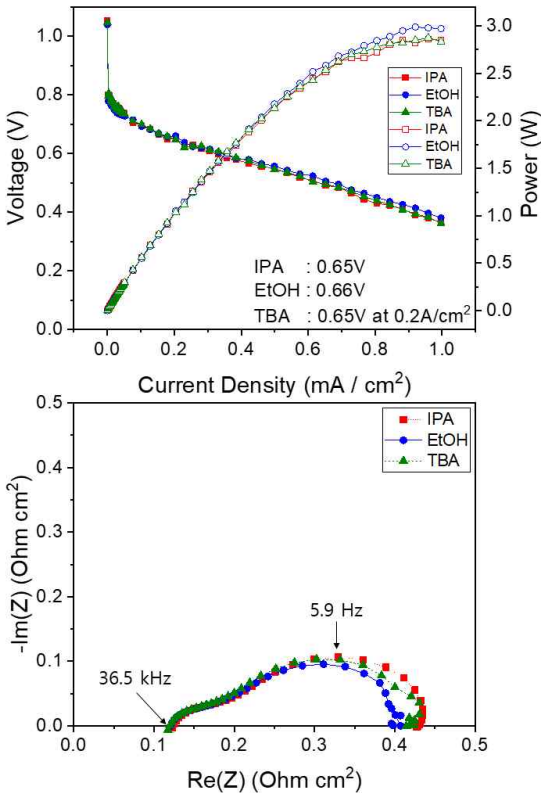 1.0
0.8
0.6
0.4
0.2
0.0
Voltage (V)
3.0
2.5
2.0
1.5
1.0
0.5
0.0
Power (W)
IPA
EtOH
TBA
IPA
EtOH
TBA
IPA : 0.65V
EtOH : 0.66V
TBA : 0.65V at 0.2A/cm²
0.0 0.2 0.4 0.6 0.8 1.0
Current Density (mA / cm²)
0.5
0.4
0.3
0.2
0.1
0.0
-Im(Z) (Ohm cm²)
IPA
EtOH
TBA
5.9 Hz
36.5 kHz
0.0 0.1 0.2 0.3 0.4 0.5
Re(Z) (Ohm cm²)